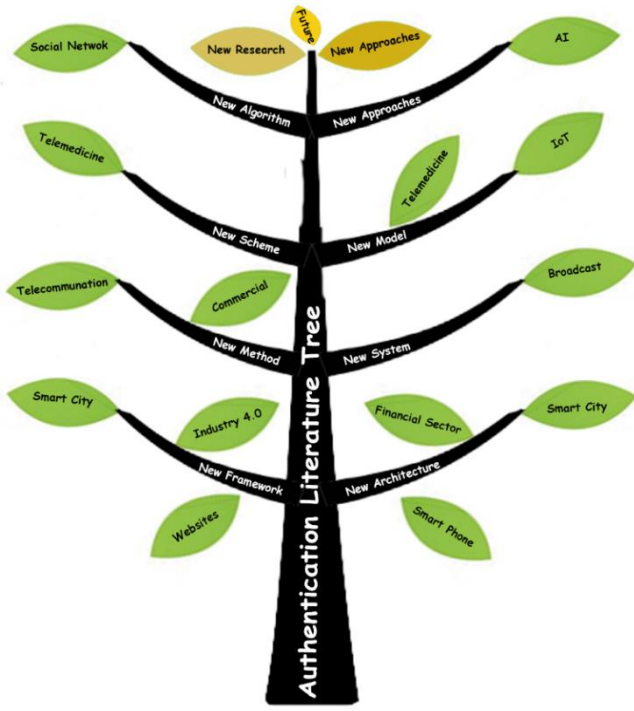 Future
Social Netwok
New Research
New Approaches
AI
New Algorithm
New Approaches
Telemedicine
Telemedicine
IoT
New Scheme
New Model
Telecommunation
Commercial
Broadcast
New Method
New System
Smart City
Industry 4.0
Financial Sector
Smart City
New Framework
New Architecture
Websites
Smart Phone
Authentication Literature Tree